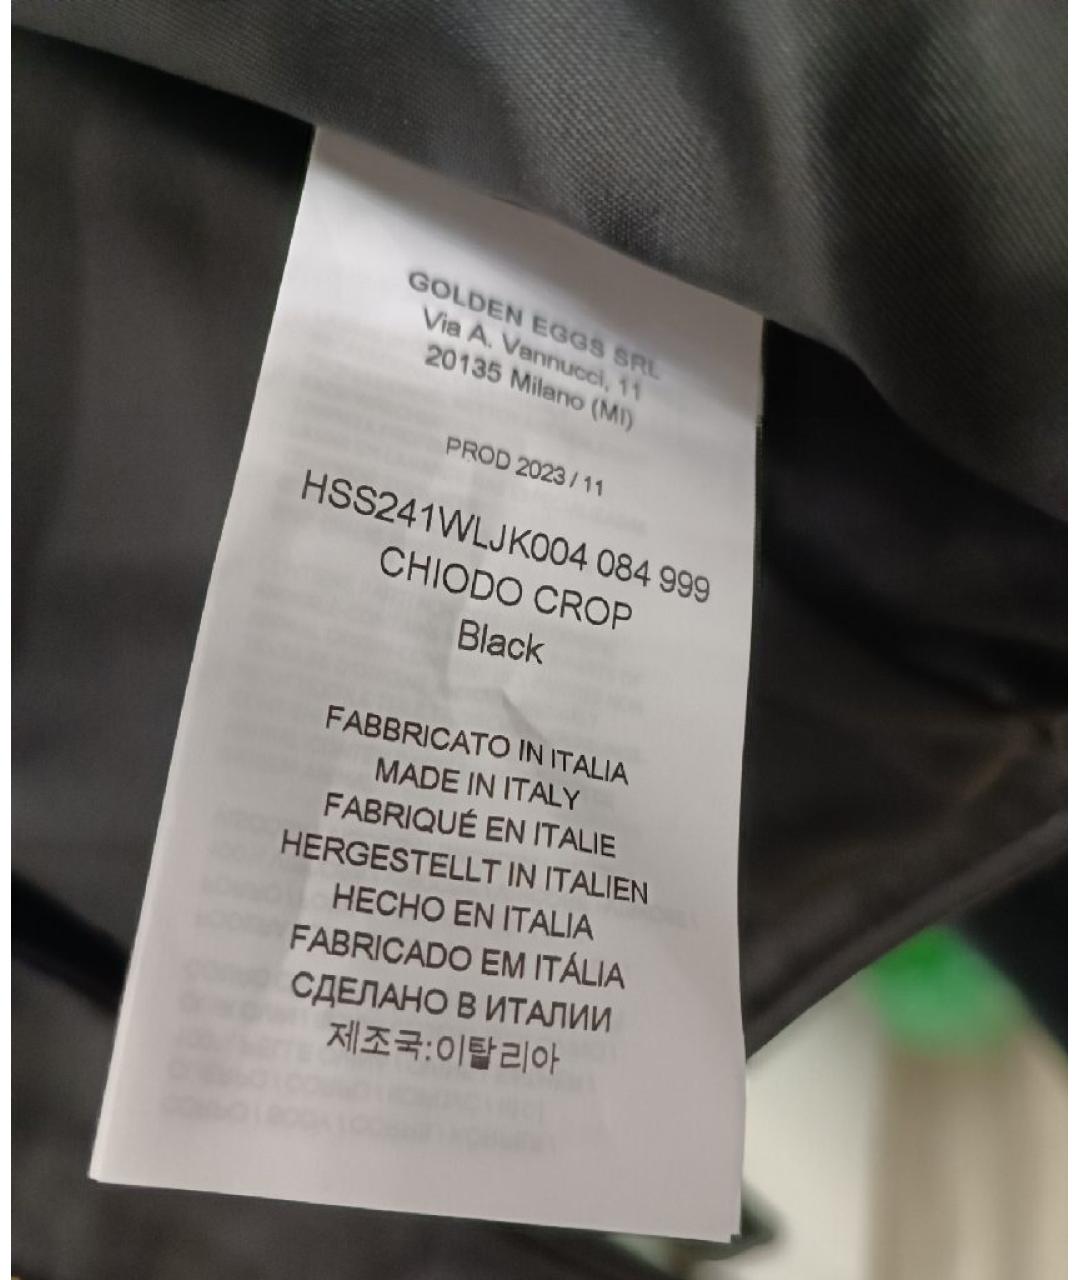 GOLDEN EGGS SRL
Via A. Vannucci, 11
20135 Milano (MI)
PROD 2023 / 11
HSS241WLJK004 084 999
CHIODO CROP
Black
FABBRICATO IN ITALIA
MADE IN ITALY
FABRIQUÉ EN ITALIE
HERGESTELLT IN ITALIEN
HECHO EN ITALIA
FABRICADO EM ITÁLIA
СДЕЛАНО В ИТАЛИИ
제조국:이탈리아